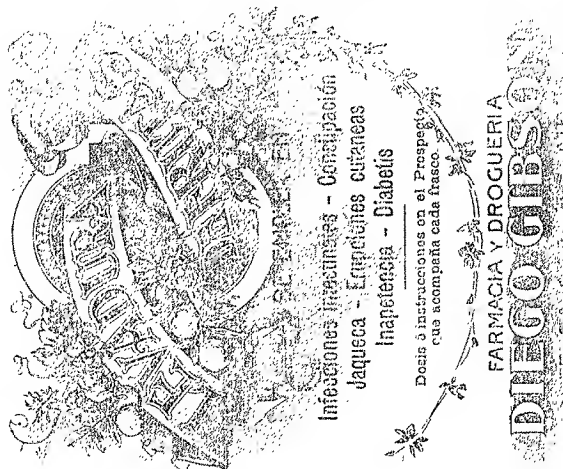 LEVADURA
Infecciones Intestinales - Constipación
Jaqueca - Erupciones cutáneas
Inapetencia - Diabetis
Dosis é instrucciones en el Prospecto
que acompaña cada frasco.
FARMACIA Y DROGUERIA
DIEGO GIBSON